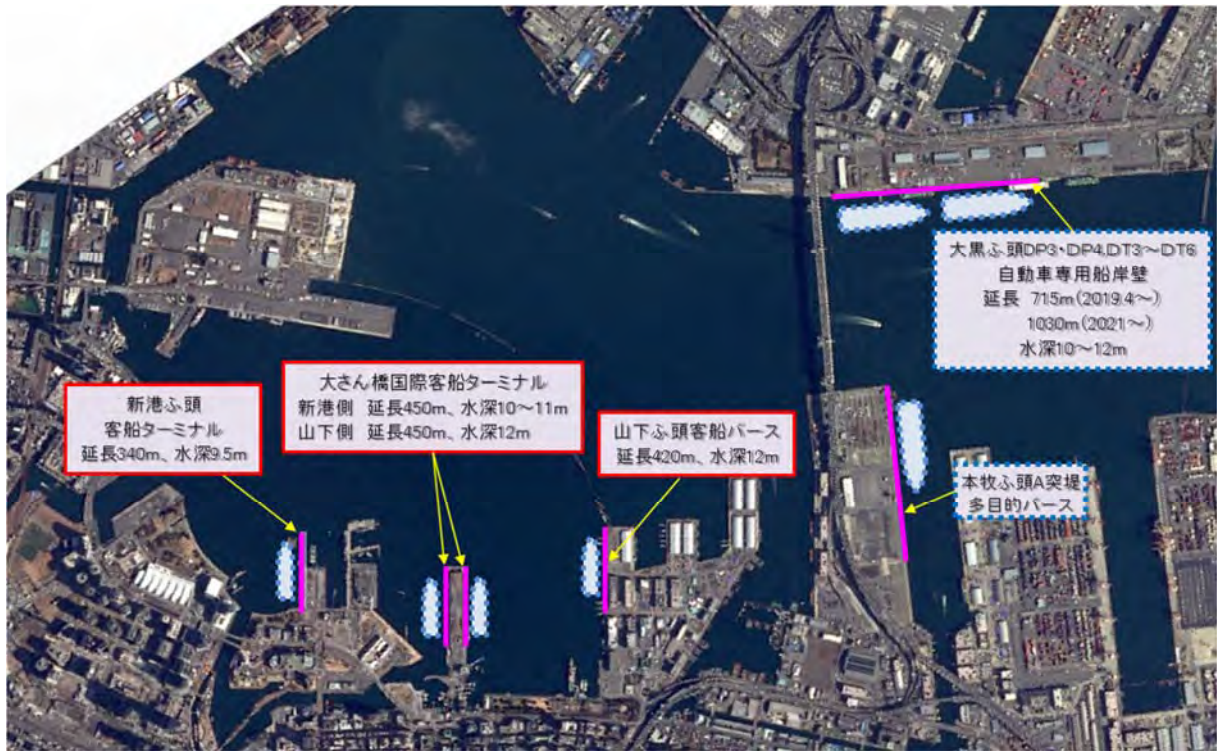 大黒ふ頭DP3・DP4,DT3～DT6
自動車専用船岸壁
延長 715m(2019.4～)
1030m(2021～)
水深10～12m
新港ふ頭
客船ターミナル
延長340m、水深9.5m
大さん橋国際客船ターミナル
新港側 延長450m、水深10～11m
山下側 延長450m、水深12m
山下ふ頭客船バース
延長420m、水深12m
本牧ふ頭A突堤
多目的バース